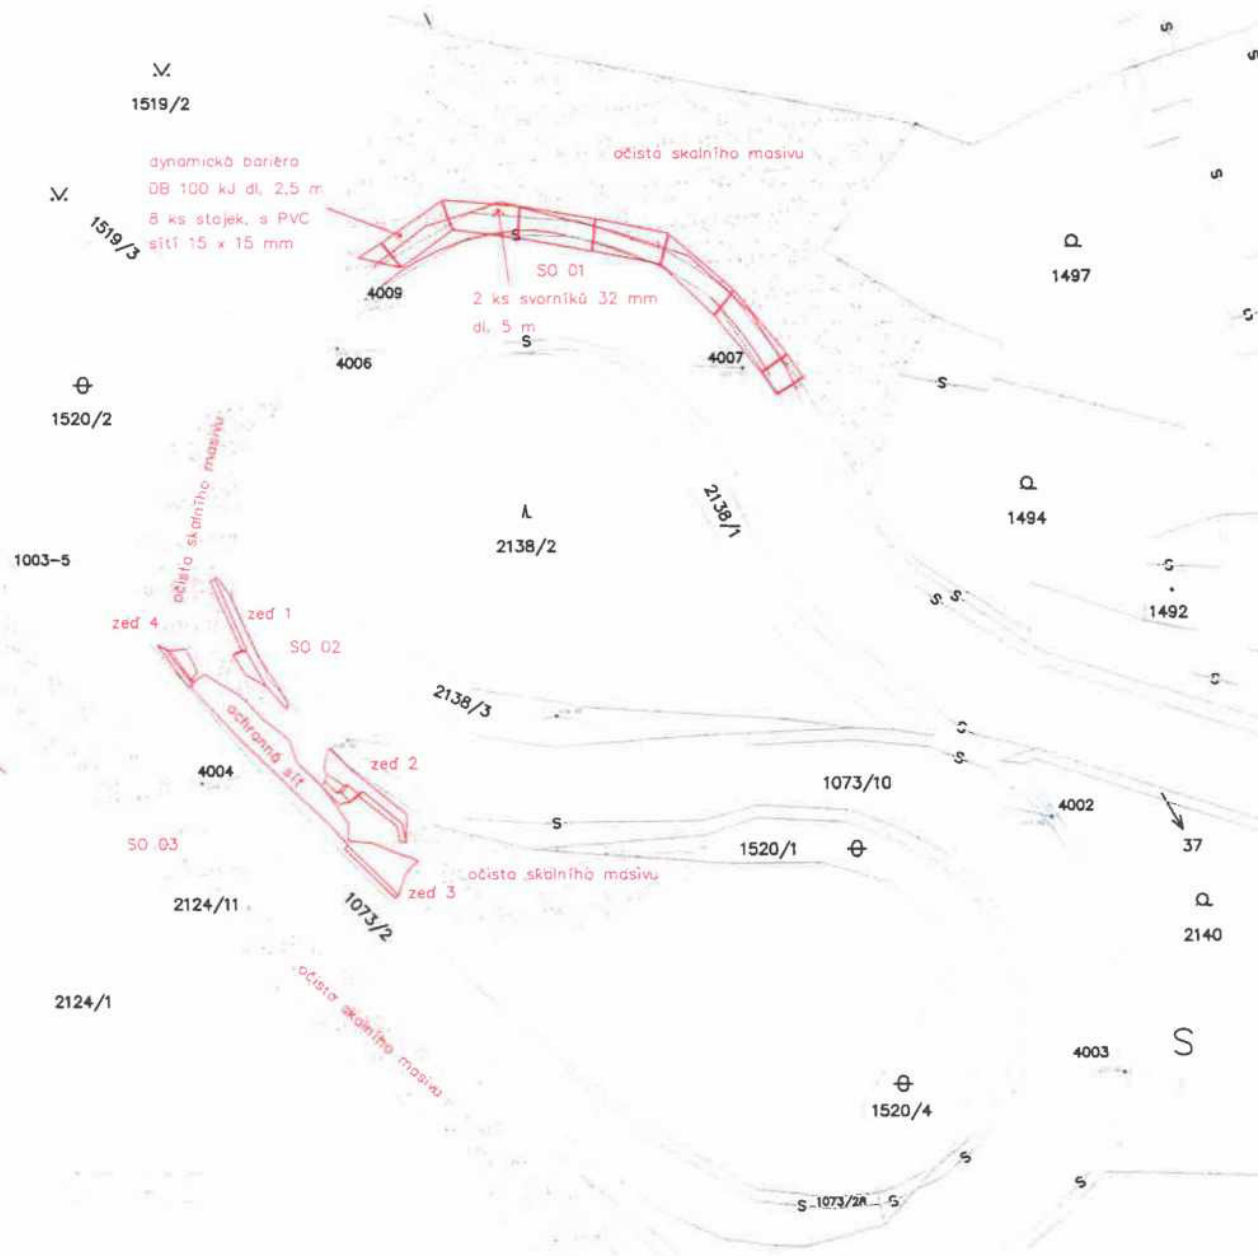 1519/2
očista skalního masivu
dynamická bariéra
DB 100 kJ dl. 2,5 m
8 ks stojek, s PVC
sítí 15 x 15 mm
1519/3
S
S
S
S
1497
S
SO 01
2 ks svorníků 32 mm
dl. 5 m
4009
S
S
4006
4007
S
1520/2
očista skalního masivu
2138/1
2138/2
1494
1003-5
S
S
S
1492
zeď 4
zeď 1
SO 02
2138/3
S
S
S
ochranná síť
zeď 2
4004
1073/10
4002
S
37
SO 03
1520/1
očista skalního masivu
zeď 3
2124/11
1073/2
2140
očista skalního masivu
2124/1
S
4003
1520/4
S
S
S
1073/2A
S